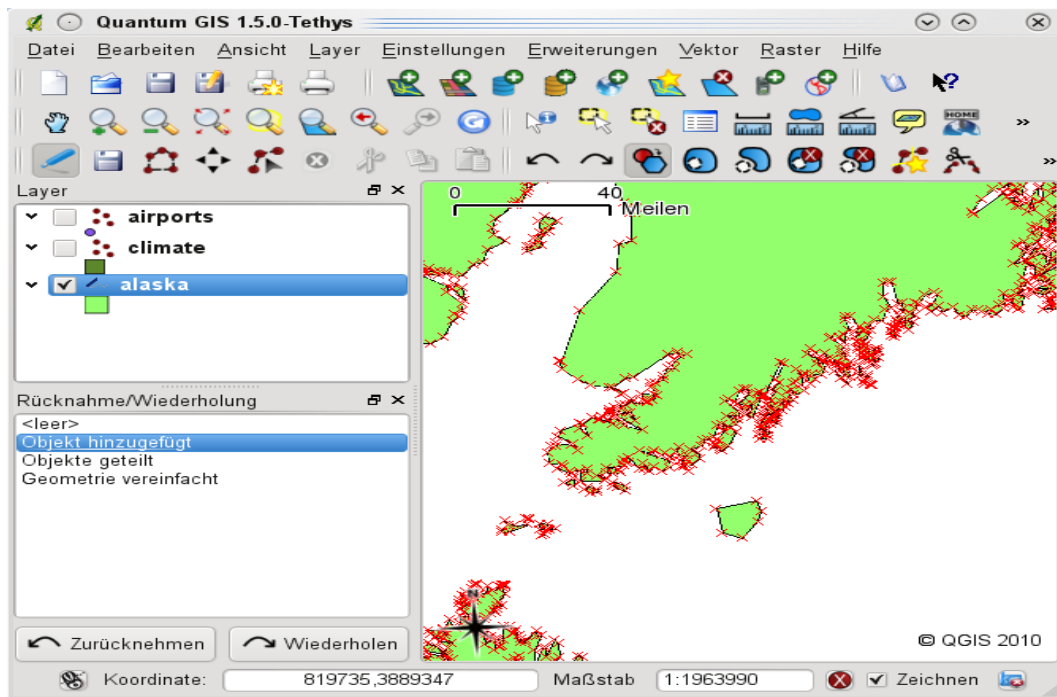 Quantum GIS 1.5.0-Tethys
Datei Bearbeiten Ansicht Layer Einstellungen Erweiterungen Vektor Raster Hilfe
HOME
Layer
airports
climate
alaska
Rücknahme/Wiederholung
<leer>
Objekt hinzugefügt
Objekte geteilt
Geometrie vereinfacht
Zurücknehmen Wiederholen
0 40 Meilen
N
© QGIS 2010
Koordinate: 819735,3889347 Maßstab 1:1963990 Zeichnen